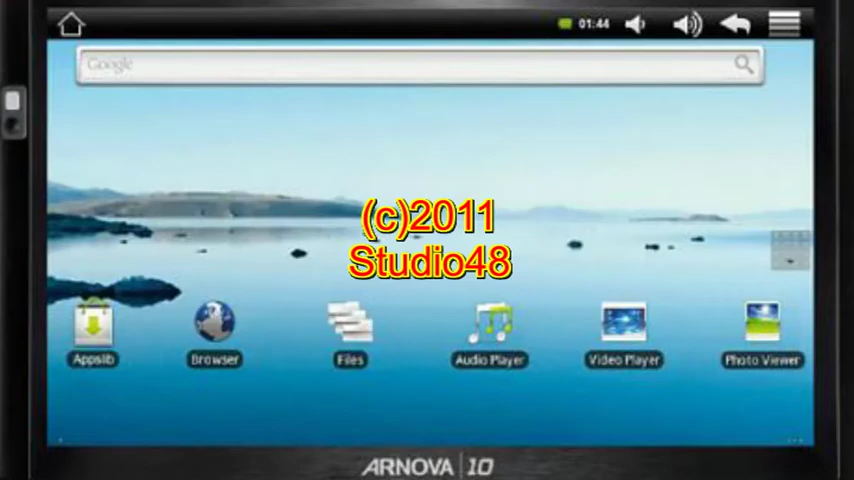 01:44
Google
(c)2011
Studio48
Appslib
Browser
Files
Audio Player
Video Player
Photo Viewer
ARNOVA 10